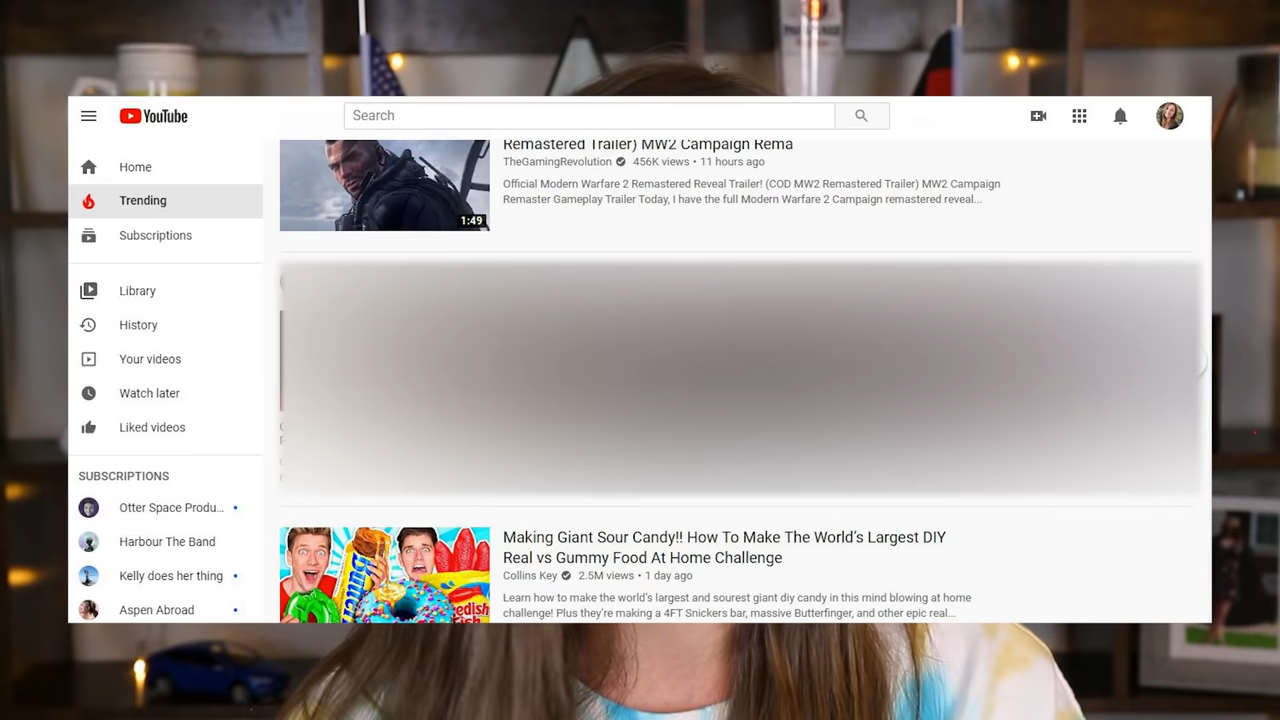 YouTube
Search
Home
Trending
Subscriptions
Library
History
Your videos
Watch later
Liked videos
SUBSCRIPTIONS
Otter Space Produ... •
Harbour The Band
Kelly does her thing •
Aspen Abroad •
Remastered Trailer) MW2 Campaign Rema
TheGamingRevolution 456K views • 11 hours ago
Official Modern Warfare 2 Remastered Reveal Trailer! (COD MW2 Remastered Trailer) MW2 Campaign
Remaster Gameplay Trailer Today, I have the full Modern Warfare 2 Campaign remastered reveal...
1:49
Making Giant Sour Candy!! How To Make The World's Largest DIY
Real vs Gummy Food At Home Challenge
Collins Key 2.5M views • 1 day ago
Learn how to make the world's largest and sourest giant diy candy in this mind blowing at home
challenge! Plus they're making a 4FT Snickers bar, massive Butterfinger, and other epic real...